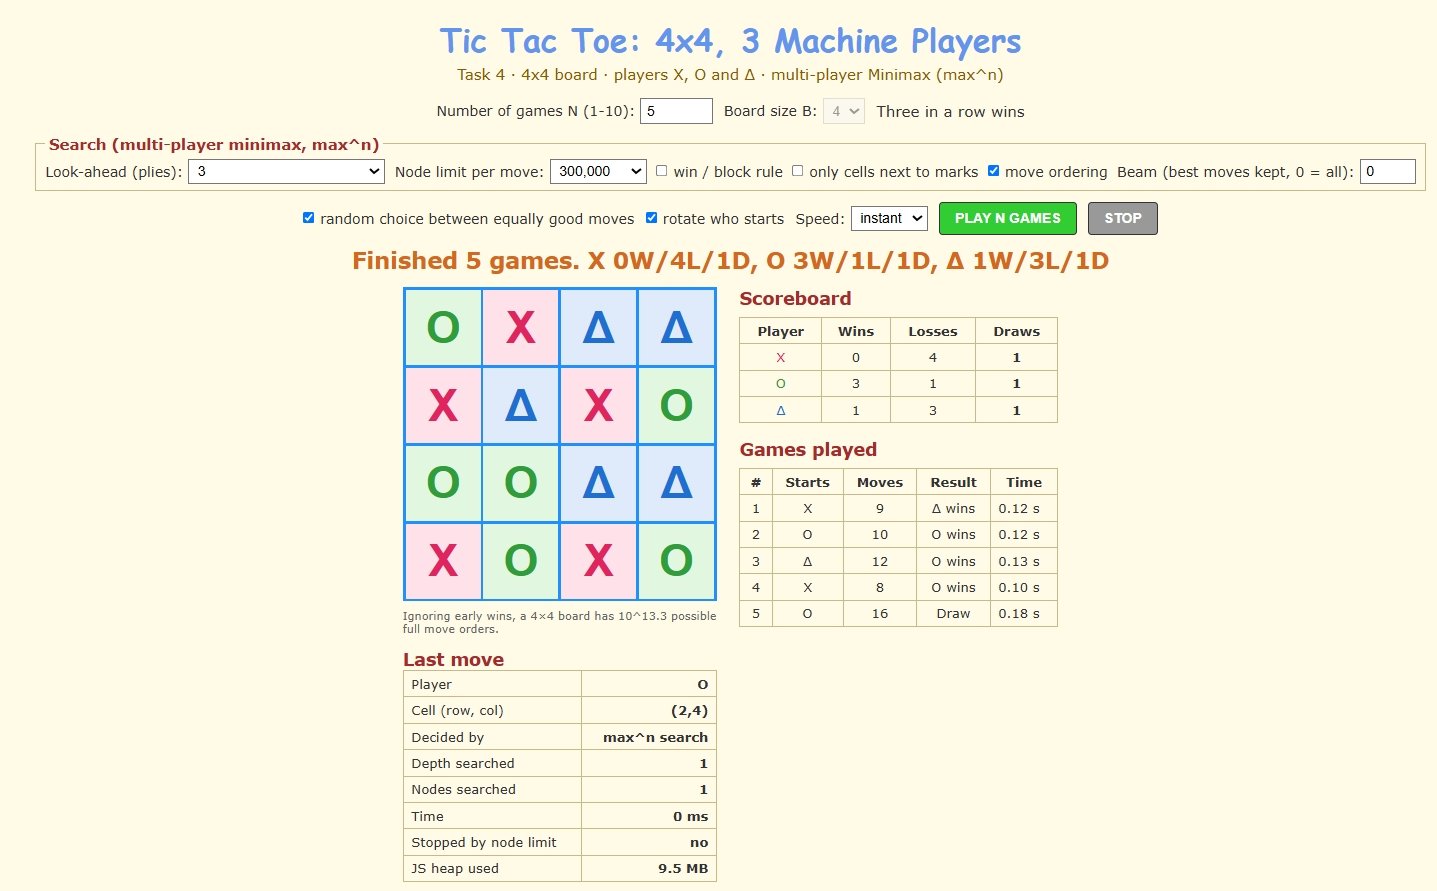 Tic Tac Toe: 4x4, 3 Machine Players
Task 4 · 4x4 board · players X, O and Δ · multi-player Minimax (max^n)
Number of games N (1-10): 5 Board size B: 4 Three in a row wins
Search (multi-player minimax, max^n)
Look-ahead (plies): 3 Node limit per move: 300,000 win / block rule only cells next to marks move ordering Beam (best moves kept, 0 = all): 0
random choice between equally good moves rotate who starts Speed: instant PLAY N GAMES STOP
Finished 5 games. X 0W/4L/1D, O 3W/1L/1D, Δ 1W/3L/1D
O X Δ Δ
X Δ X O
O O Δ Δ
X O X O
Ignoring early wins, a 4×4 board has 10^13.3 possible
full move orders.
Last move
Player O
Cell (row, col) (2,4)
Decided by max^n search
Depth searched 1
Nodes searched 1
Time 0 ms
Stopped by node limit no
JS heap used 9.5 MB
Scoreboard
Player Wins Losses Draws
X 0 4 1
O 3 1 1
Δ 1 3 1
Games played
# Starts Moves Result Time
1 X 9 Δ wins 0.12 s
2 O 10 O wins 0.12 s
3 Δ 12 O wins 0.13 s
4 X 8 O wins 0.10 s
5 O 16 Draw 0.18 s